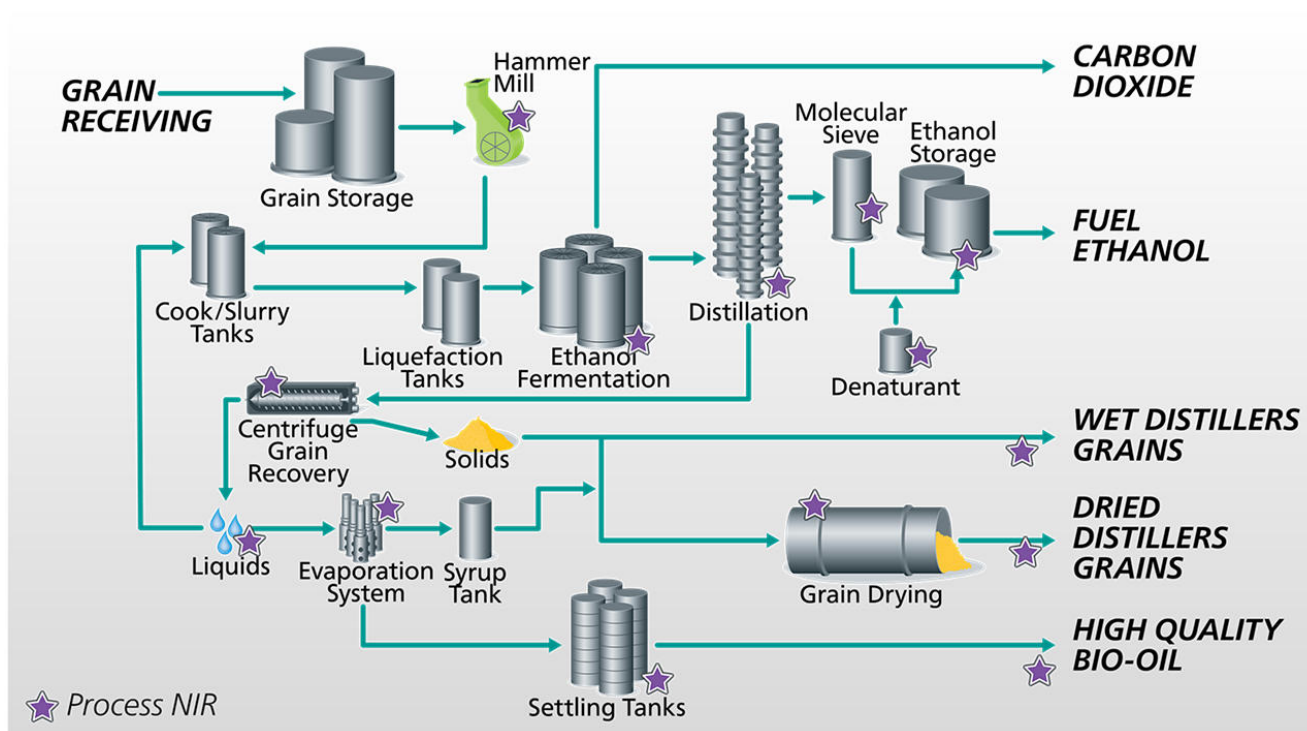 GRAIN
RECEIVING
Grain Storage
Hammer
Mill
CARBON
DIOXIDE
Molecular
Sieve
Ethanol
Storage
FUEL
ETHANOL
Cook/Slurry
Tanks
Liquefaction
Tanks
Ethanol
Fermentation
Distillation
Denaturant
Centrifuge
Grain
Recovery
Solids
WET DISTILLERS
GRAINS
Liquids
Evaporation
System
Syrup
Tank
Grain Drying
DRIED
DISTILLERS
GRAINS
Settling Tanks
HIGH QUALITY
BIO-OIL
Process NIR